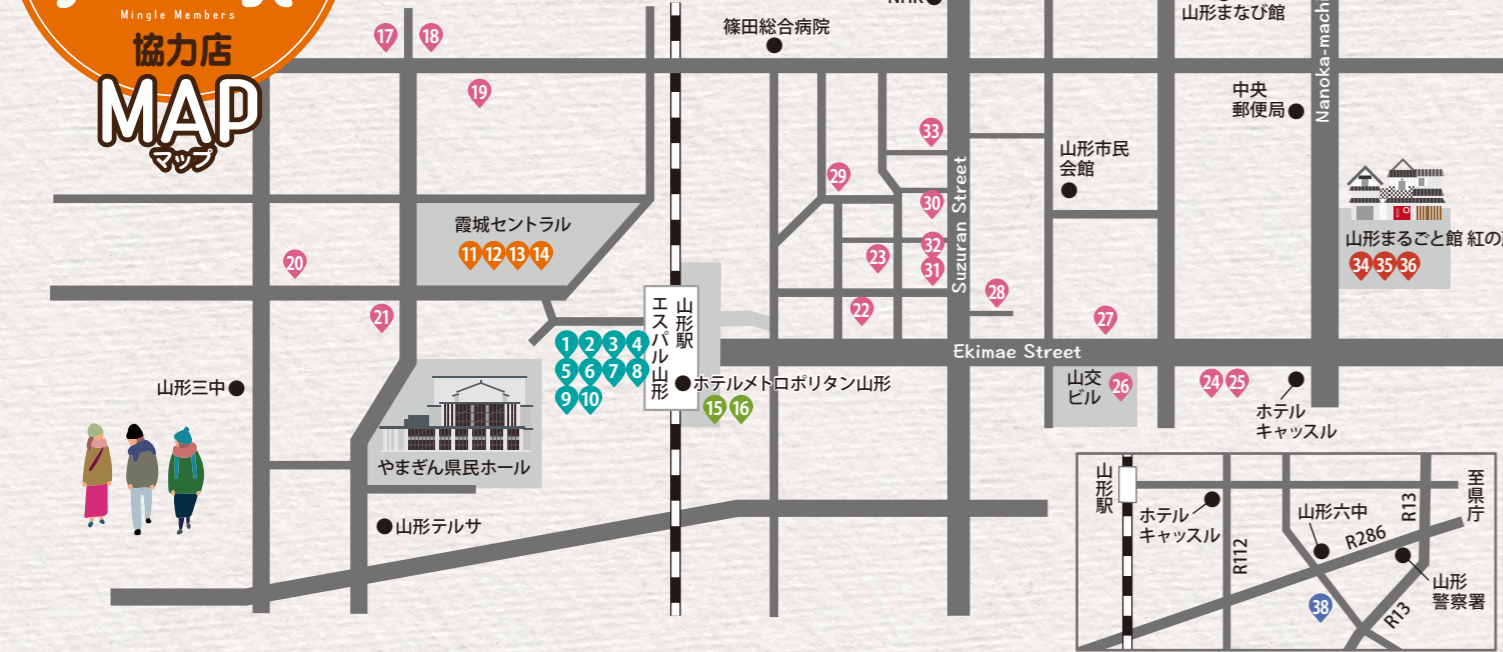 Mingle Members
協力店
MAP
マップ
17
18
19
篠田総合病院
山形まなび館
Nanoka-mach
中央
郵便局
33
29
山形市民
会館
30
Suzuran Street
霞城セントラル
11 12 13 14
32
23
31
山形まるごと館 紅の
34 35 36
20
28
21
22
27
山形駅
エスパル山形
1 2 3 4
5 6 7 8
9 10
Ekimae Street
山形三中
ホテルメトロポリタン山形
15 16
山交
ビル
26
24 25
ホテル
キャッスル
やまぎん県民ホール
山形テルサ
山形駅
ホテル
キャッスル
R112
山形六中
R286
R13
至県庁
山形
警察署
38
R13